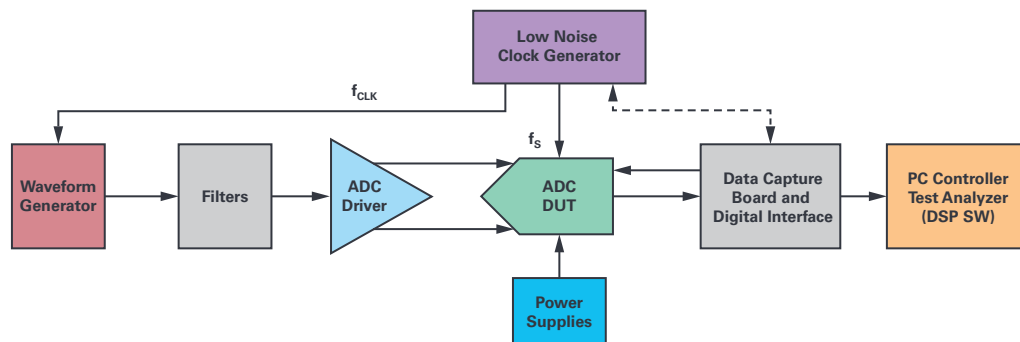 Low Noise
Clock Generator
fCLK
fS
Waveform
Generator
Filters
ADC
Driver
ADC
DUT
Data Capture
Board and
Digital Interface
PC Controller
Test Analyzer
(DSP SW)
Power
Supplies